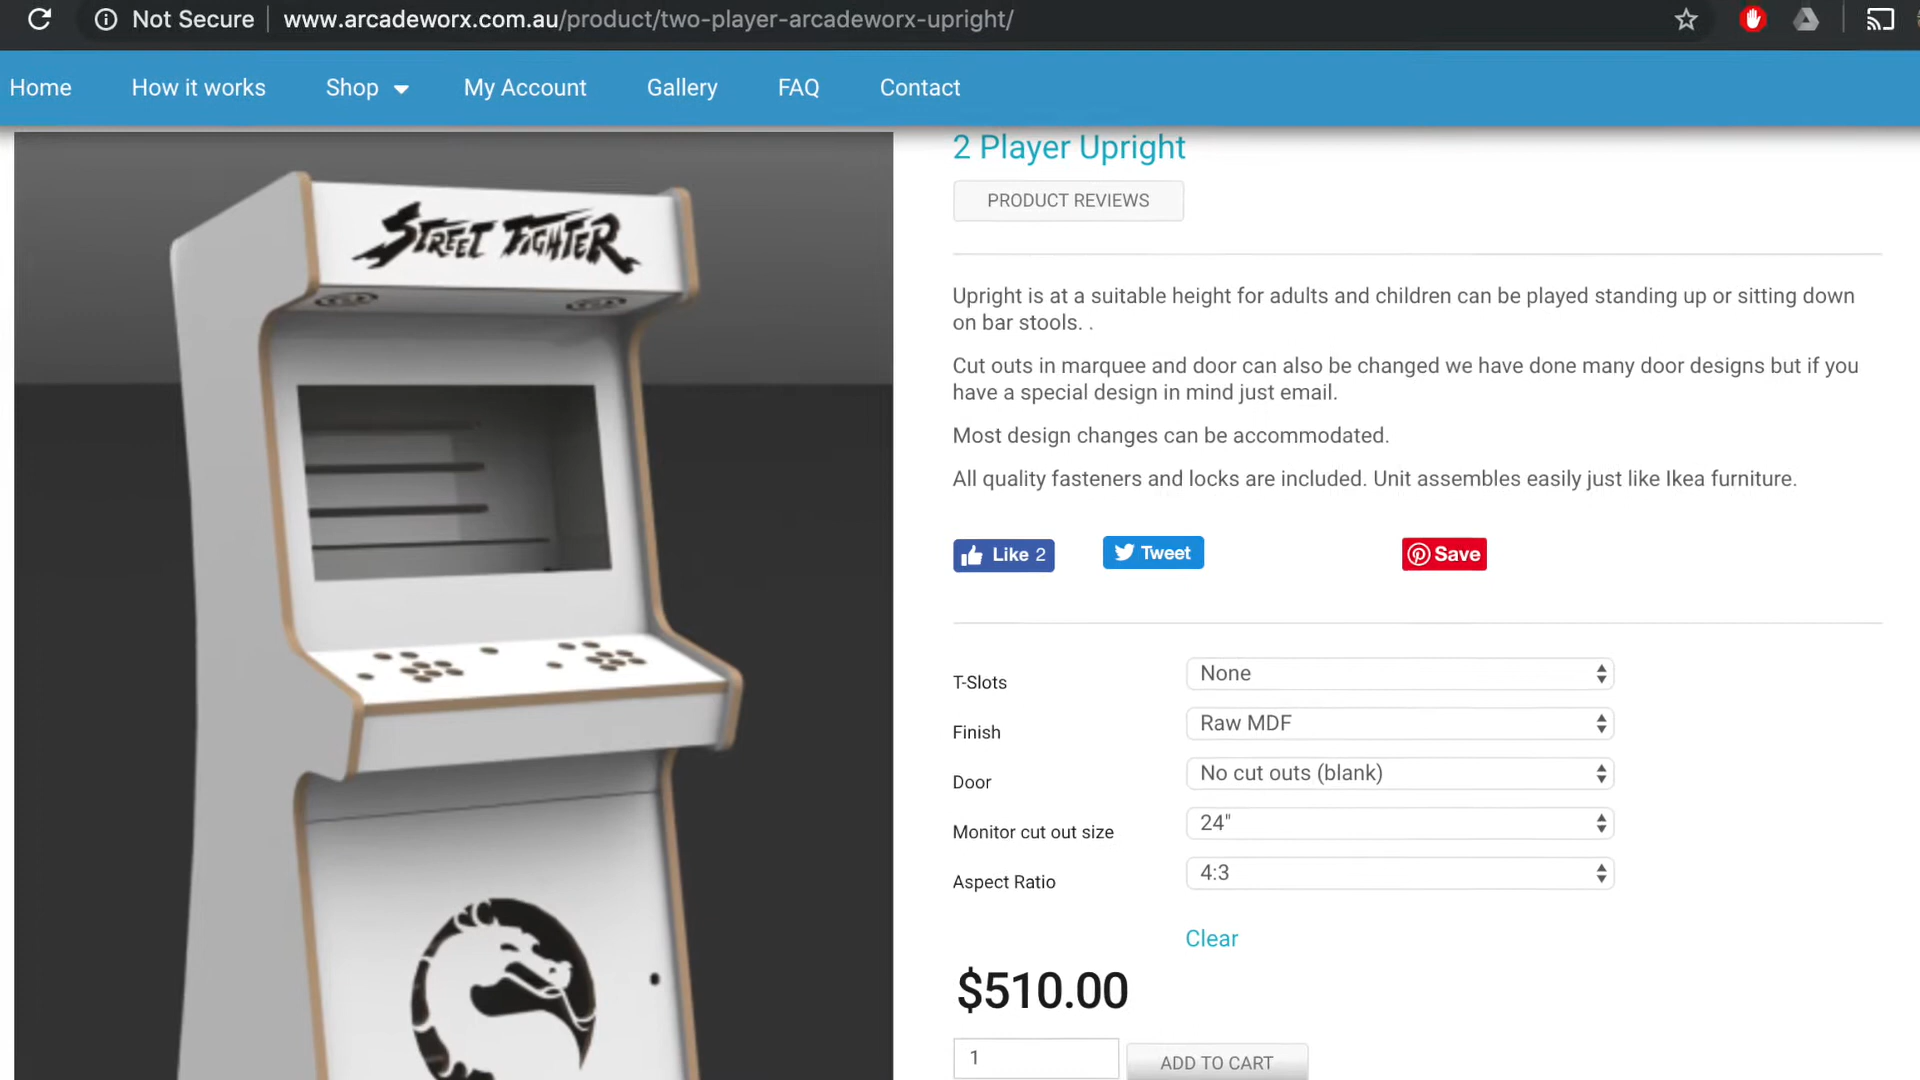 Not Secure www.arcadeworx.com.au/product/two-player-arcadeworx-upright/
Home How it works Shop My Account Gallery FAQ Contact
STREET FIGHTER
2 Player Upright
PRODUCT REVIEWS
Upright is at a suitable height for adults and children can be played standing up or sitting down
on bar stools. .
Cut outs in marquee and door can also be changed we have done many door designs but if you
have a special design in mind just email.
Most design changes can be accommodated.
All quality fasteners and locks are included. Unit assembles easily just like Ikea furniture.
Like 2 Tweet Save
T-Slots None
Finish Raw MDF
Door No cut outs (blank)
Monitor cut out size 24"
Aspect Ratio 4:3
Clear
$510.00
1 ADD TO CART